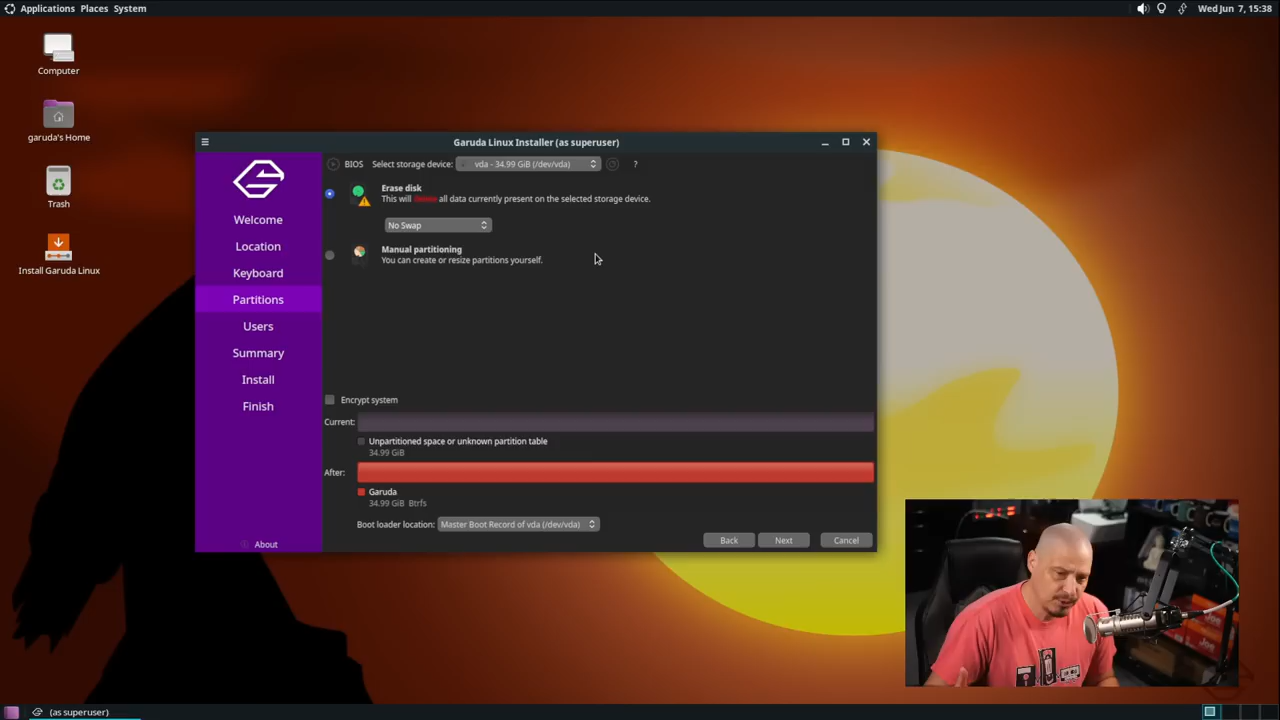 Applications Places System
Wed Jun 7, 15:38
Computer
garuda's Home
Trash
Install Garuda Linux
Garuda Linux Installer (as superuser)
Welcome
Location
Keyboard
Partitions
Users
Summary
Install
Finish
About
BIOS Select storage device: vda - 34.99 GiB (/dev/vda) ?
Erase disk
This will delete all data currently present on the selected storage device.
No Swap
Manual partitioning
You can create or resize partitions yourself.
Encrypt system
Current:
Unpartitioned space or unknown partition table
34.99 GiB
After:
Garuda
34.99 GiB Btrfs
Boot loader location: Master Boot Record of vda (/dev/vda)
Back Next Cancel
(as superuser)